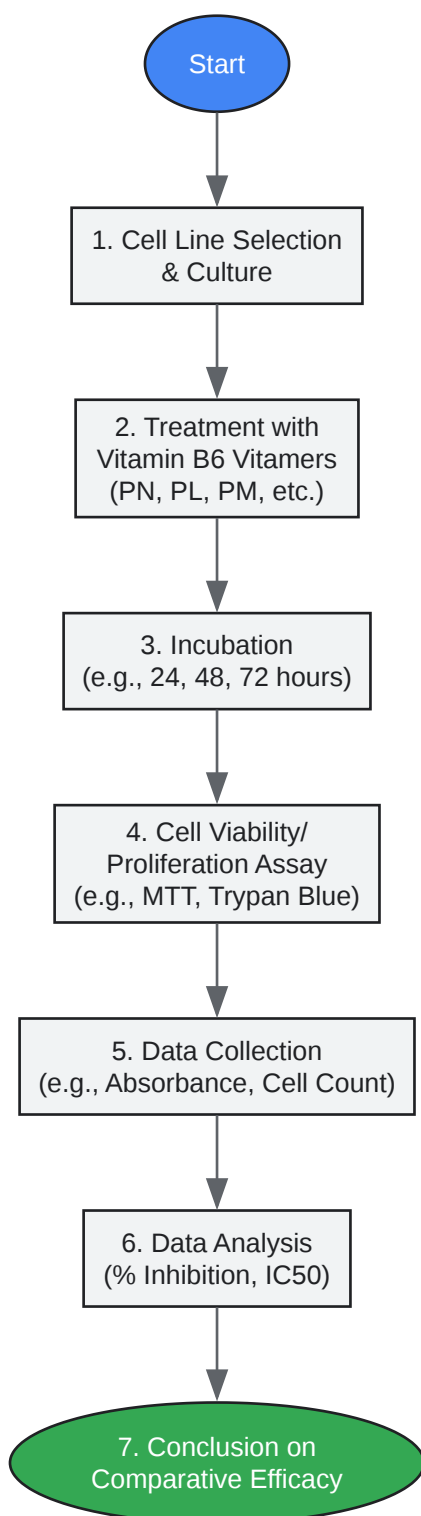 Start
1. Cell Line Selection
& Culture
2. Treatment with
Vitamin B6 Vitamers
(PN, PL, PM, etc.)
3. Incubation
(e.g., 24, 48, 72 hours)
4. Cell Viability/
Proliferation Assay
(e.g., MTT, Trypan Blue)
5. Data Collection
(e.g., Absorbance, Cell Count)
6. Data Analysis
(% Inhibition, IC50)
7. Conclusion on
Comparative Efficacy